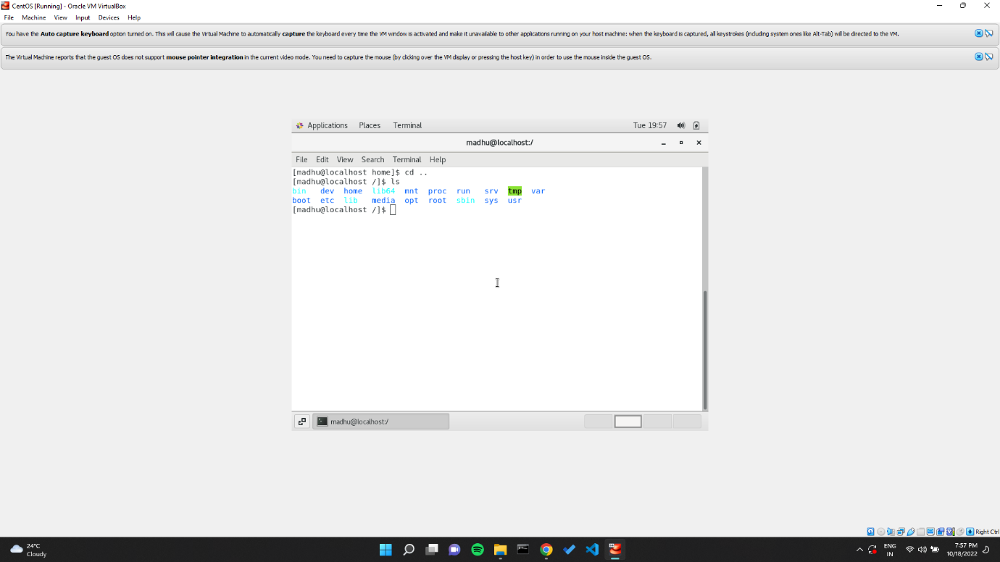 CentOS [Running] - Oracle VM VirtualBox
File Machine View Input Devices Help
You have the Auto capture keyboard option turned on. This will cause the Virtual Machine to automatically capture the keyboard every time the VM window is activated and make it unavailable to other applications running on your host machine: when the keyboard is captured, all keystrokes (including system ones like Alt-Tab) will be directed to the VM.
The Virtual Machine reports that the guest OS does not support mouse pointer integration in the current video mode. You need to capture the mouse (by clicking over the VM display or pressing the host key) in order to use the mouse inside the guest OS.
Applications Places Terminal Tue 19:57
madhu@localhost:/
File Edit View Search Terminal Help
[madhu@localhost home]$ cd ..
[madhu@localhost /]$ ls
bin dev home lib64 mnt proc run srv tmp var
boot etc lib media opt root sbin sys usr
[madhu@localhost /]$
madhu@localhost:/
Right Ctrl
24°C
Cloudy
ENG
IN
7:57 PM
10/18/2022